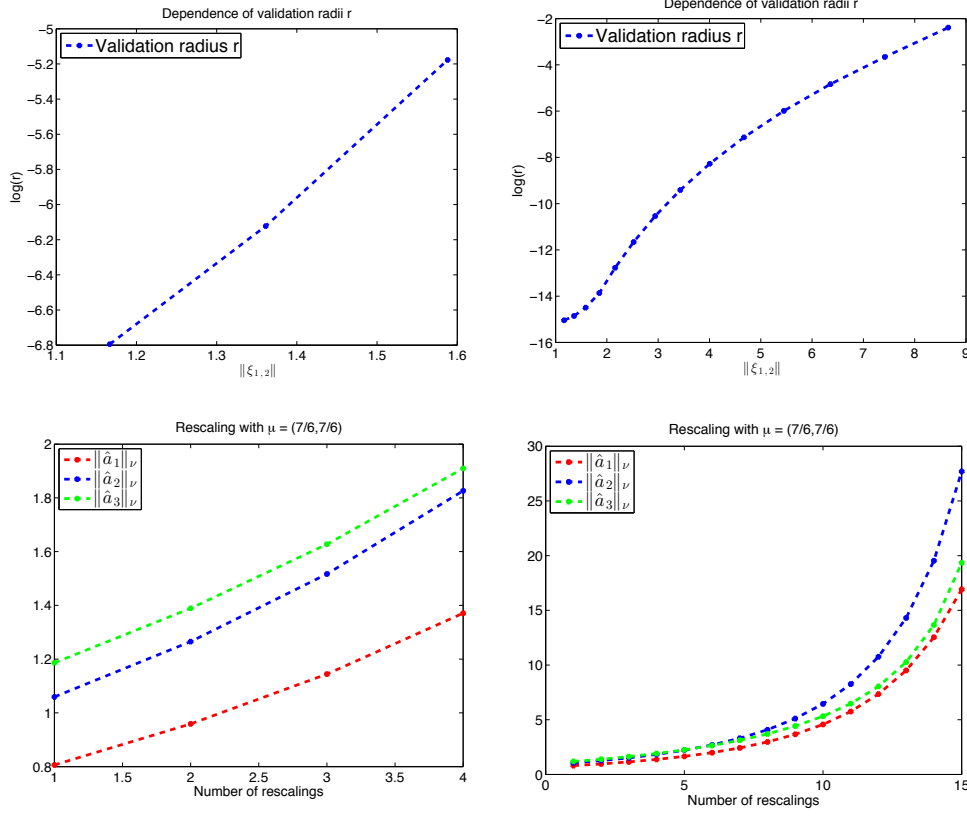 Dependence of validation radii r
Validation radius r
−5
−5.2
−5.4
−5.6
−5.8
−6
−6.2
−6.4
−6.6
−6.8
log(r)
1.1 1.2 1.3 1.4 1.5 1.6
‖ξ₁,₂‖
Dependence of validation radii r
Validation radius r
−2
−4
−6
−8
−10
−12
−14
−16
log(r)
1 2 3 4 5 6 7 8 9
‖ξ₁,₂‖
Rescaling with μ = (7/6,7/6)
‖â₁‖ᵥ
‖â₂‖ᵥ
‖â₃‖ᵥ
2
1.8
1.6
1.4
1.2
1
0.8
1 1.5 2 2.5 3 3.5 4
Number of rescalings
Rescaling with μ = (7/6,7/6)
‖â₁‖ᵥ
‖â₂‖ᵥ
‖â₃‖ᵥ
30
25
20
15
10
5
0
0 5 10 15
Number of rescalings